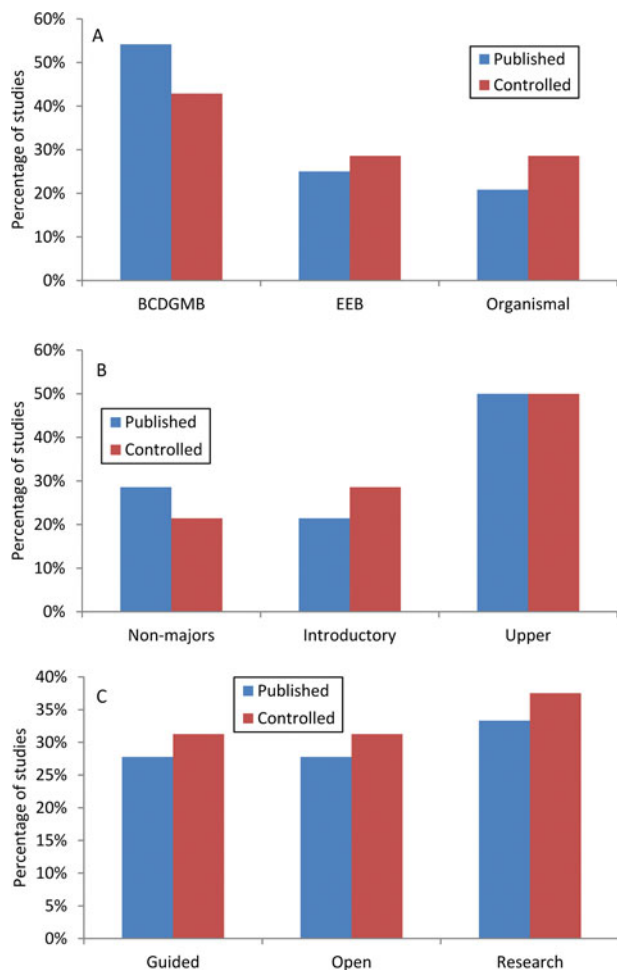 A
60%
50%
40%
30%
20%
10%
0%
Percentage of studies
Published
Controlled
BCDGMB EEB Organismal
B
60%
50%
40%
30%
20%
10%
0%
Percentage of studies
Published
Controlled
Non-majors Introductory Upper
C
40%
35%
30%
25%
20%
15%
10%
5%
0%
Percentage of studies
Published
Controlled
Guided Open Research